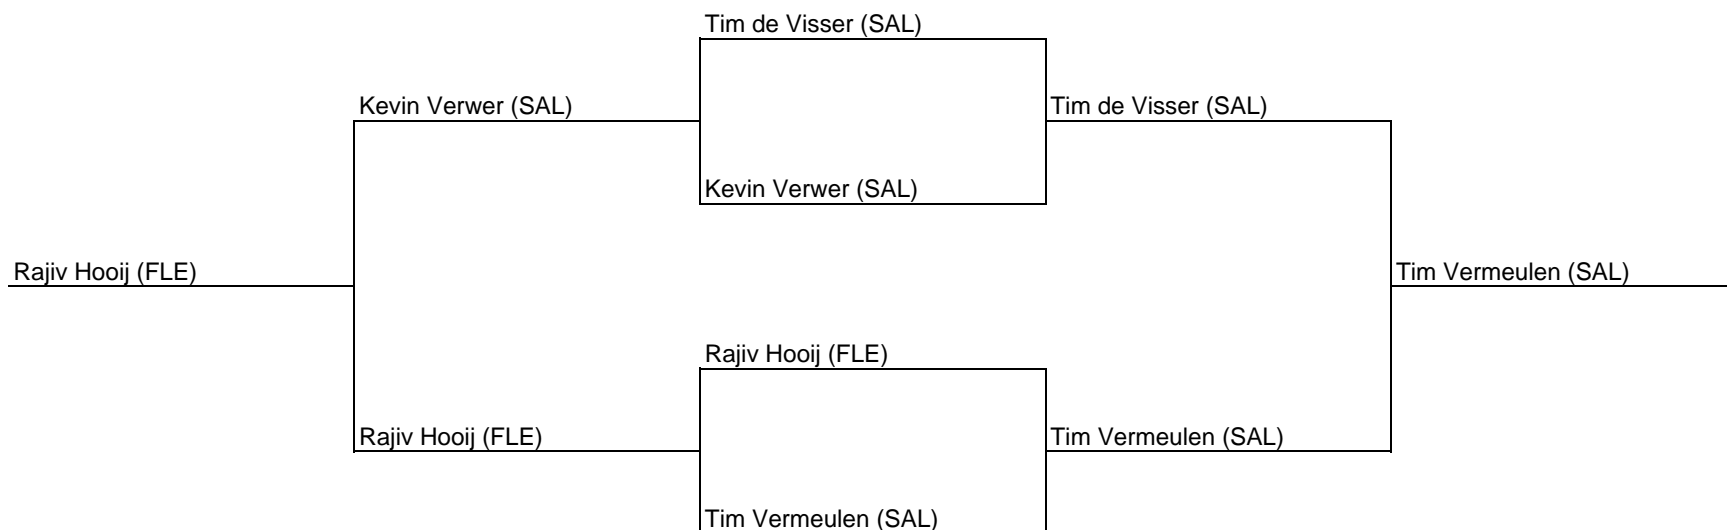 Tim de Visser (SAL)
Kevin Verwer (SAL)
Tim de Visser (SAL)
Kevin Verwer (SAL)
Rajiv Hooij (FLE)
Tim Vermeulen (SAL)
Rajiv Hooij (FLE)
Rajiv Hooij (FLE)
Tim Vermeulen (SAL)
Tim Vermeulen (SAL)